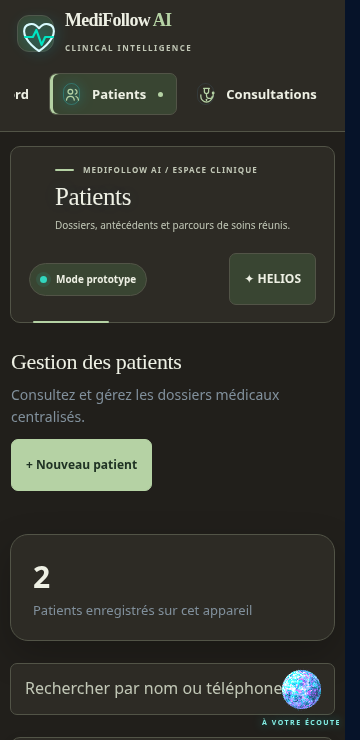 MediFollow AI
CLINICAL INTELLIGENCE
rd Patients Consultations
MEDIFOLLOW AI / ESPACE CLINIQUE
Patients
Dossiers, antécédents et parcours de soins réunis.
Mode prototype
✦ HELIOS
Gestion des patients
Consultez et gérez les dossiers médicaux
centralisés.
+ Nouveau patient
2
Patients enregistrés sur cet appareil
Rechercher par nom ou téléphone
À VOTRE ÉCOUTE